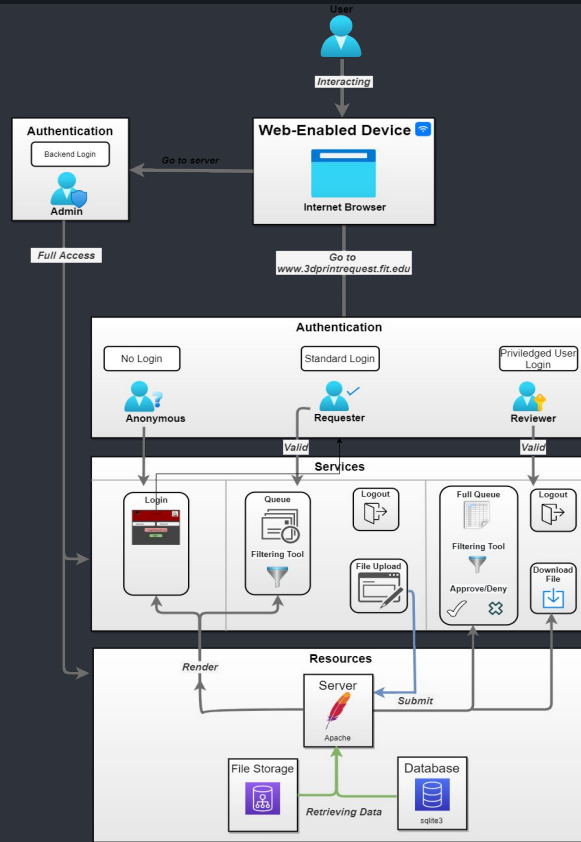 User
Interacting
Authentication
Backend Login
Admin
Go to server
Web-Enabled Device
Internet Browser
Full Access
Go to
www.3dprintrequest.fit.edu
Authentication
No Login
Standard Login
Priviledged User
Login
Anonymous
Requester
Reviewer
Valid
Valid
Services
Login
Queue
Filtering Tool
Logout
File Upload
Full Queue
Filtering Tool
Approve/Deny
Logout
Download
File
Render
Resources
Server
Apache
Submit
File Storage
Retrieving Data
Database
sqlite3